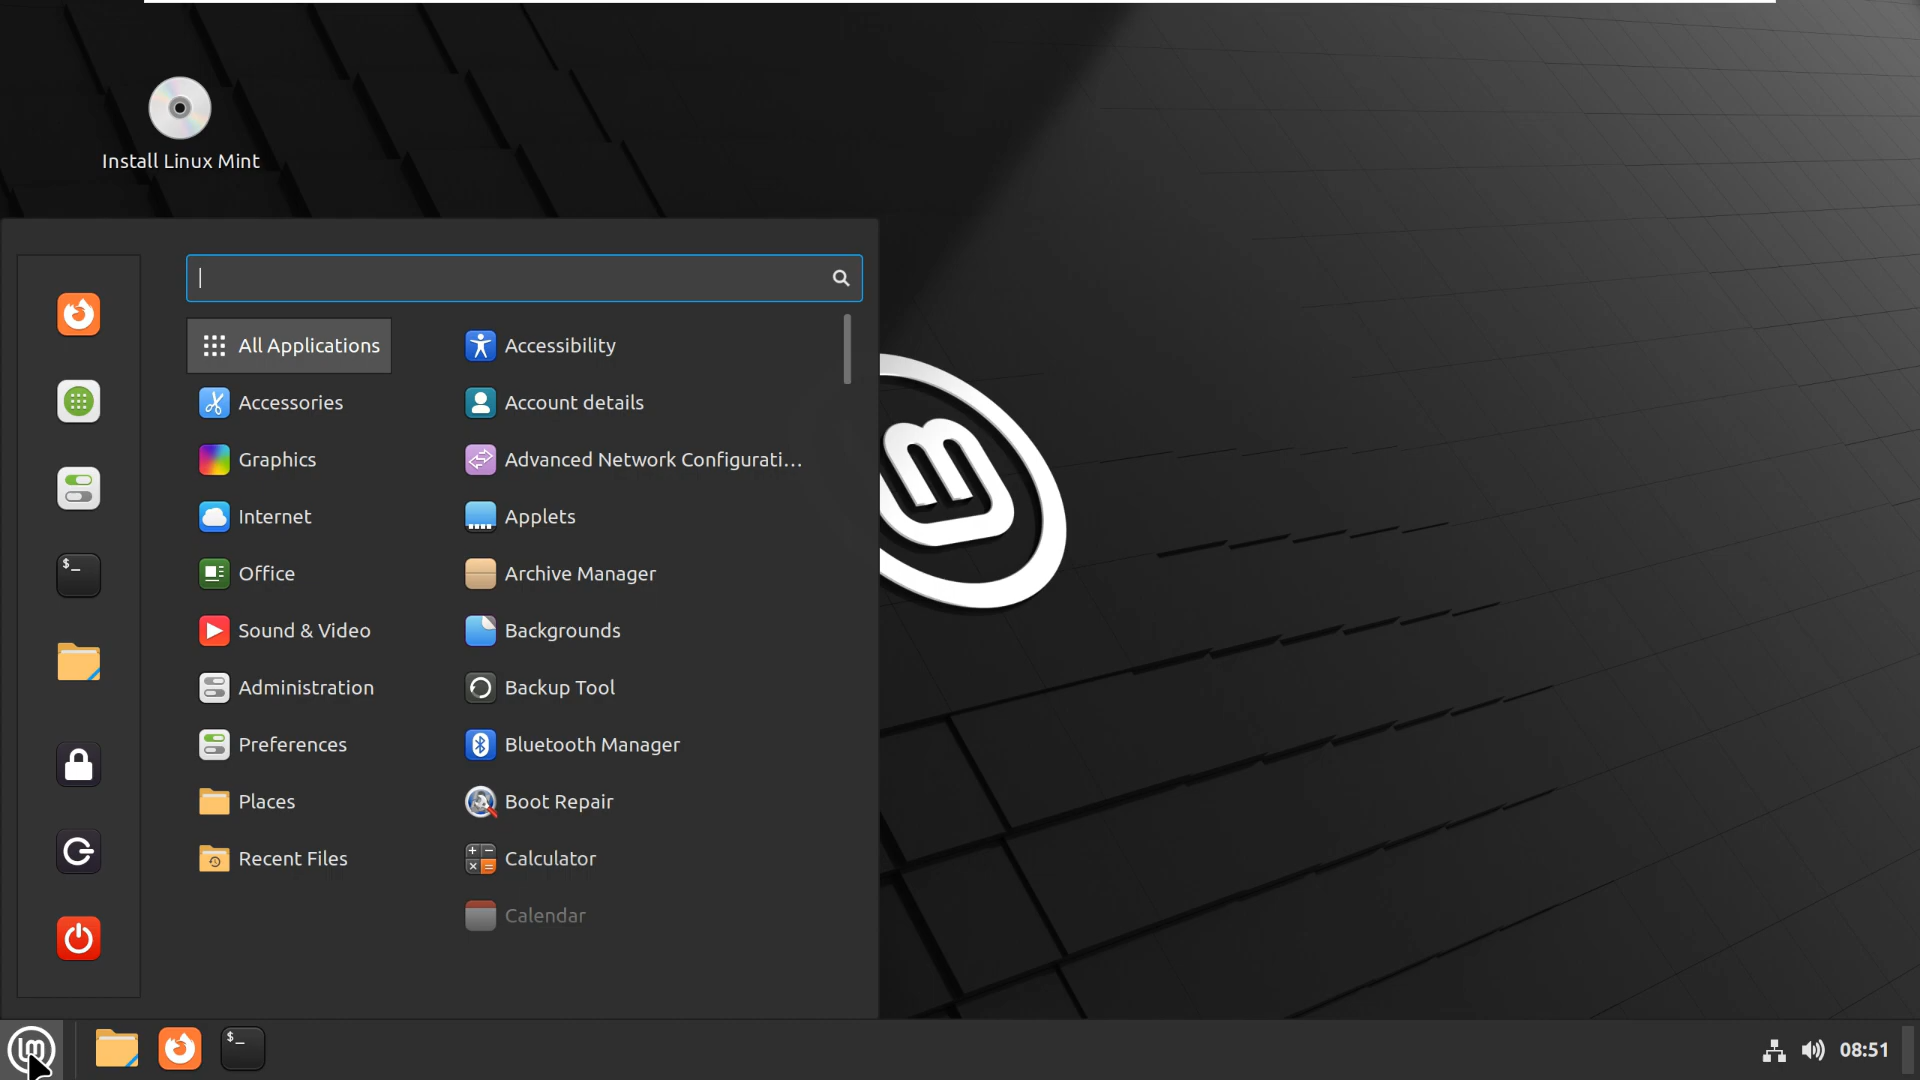 Install Linux Mint
All Applications
Accessories
Graphics
Internet
Office
Sound & Video
Administration
Preferences
Places
Recent Files
Accessibility
Account details
Advanced Network Configurati...
Applets
Archive Manager
Backgrounds
Backup Tool
Bluetooth Manager
Boot Repair
Calculator
Calendar
08:51